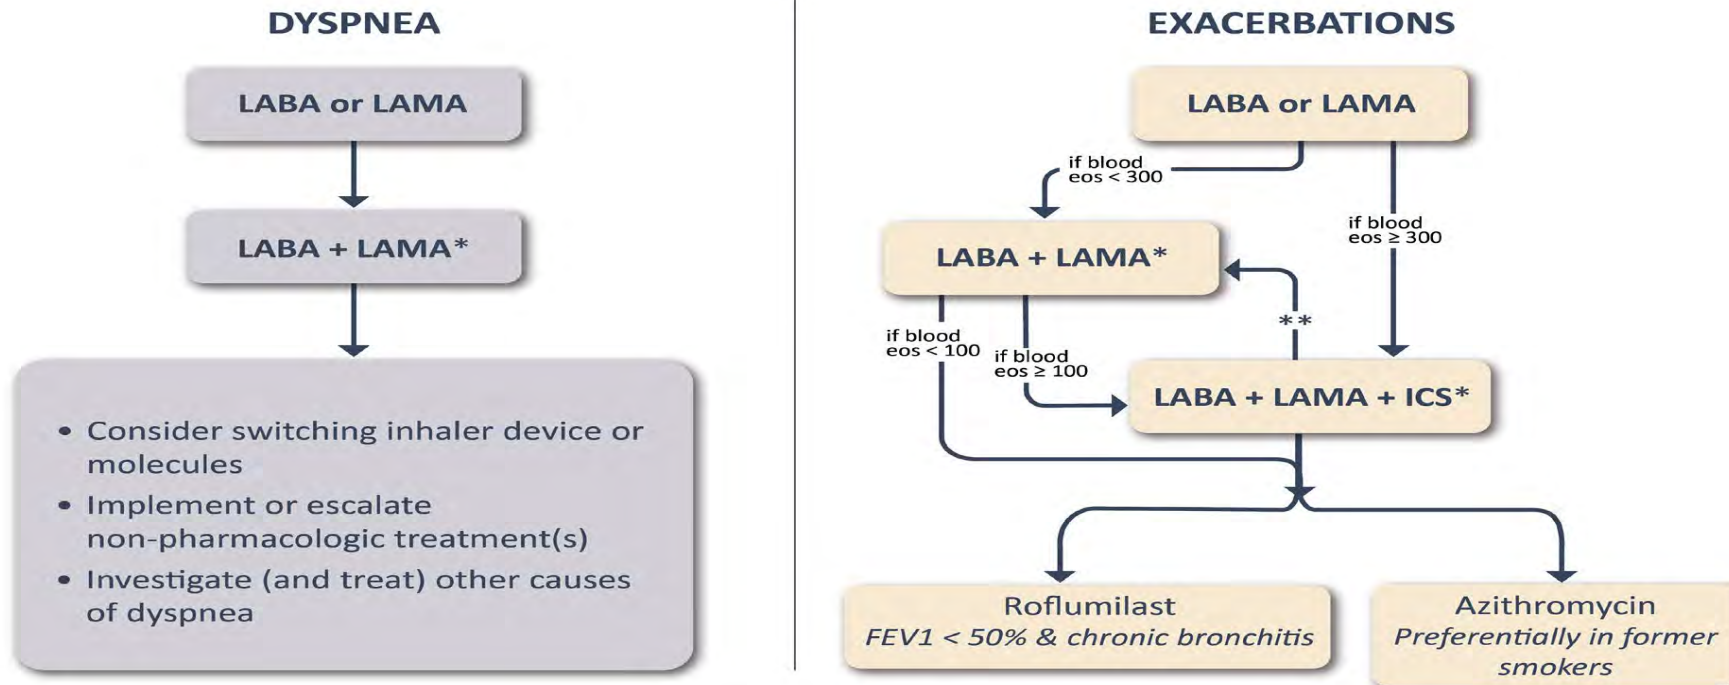 DYSPNEA
LABA or LAMA
LABA + LAMA*
• Consider switching inhaler device or
molecules
• Implement or escalate
non-pharmacologic treatment(s)
• Investigate (and treat) other causes
of dyspnea
EXACERBATIONS
LABA or LAMA
if blood
eos < 300
if blood
eos ≥ 300
LABA + LAMA*
**
if blood
eos < 100
if blood
eos ≥ 100
LABA + LAMA + ICS*
Roflumilast
FEV1 < 50% & chronic bronchitis
Azithromycin
Preferentially in former
smokers